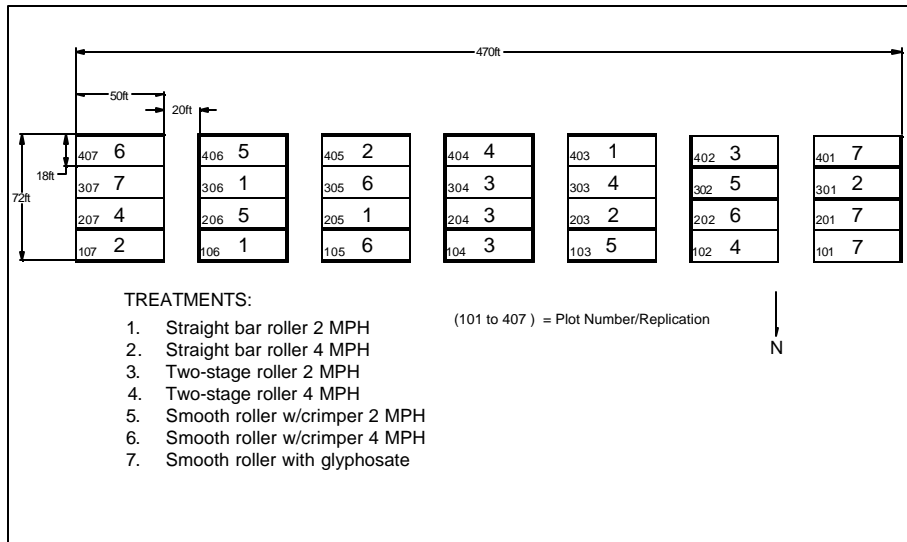 470ft
50ft
20ft
18ft
72ft
407 6 406 5 405 2 404 4 403 1 402 3 401 7
307 7 306 1 305 6 304 3 303 4 302 5 301 2
207 4 206 5 205 1 204 3 203 2 202 6 201 7
107 2 106 1 105 6 104 3 103 5 102 4 101 7
TREATMENTS:
1. Straight bar roller 2 MPH
2. Straight bar roller 4 MPH
3. Two-stage roller 2 MPH
4. Two-stage roller 4 MPH
5. Smooth roller w/crimper 2 MPH
6. Smooth roller w/crimper 4 MPH
7. Smooth roller with glyphosate
(101 to 407 ) = Plot Number/Replication
N